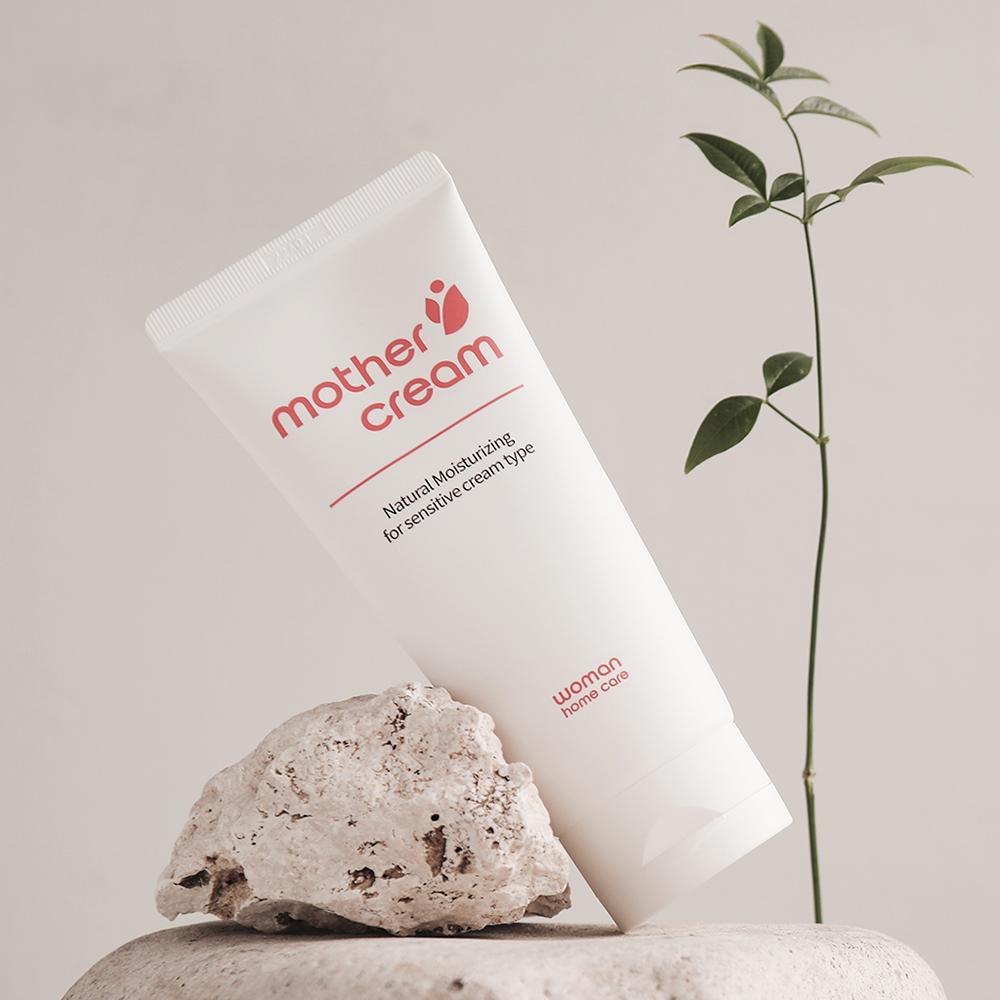 mother
cream
Natural Moisturizing
for sensitive cream type
woman
home care